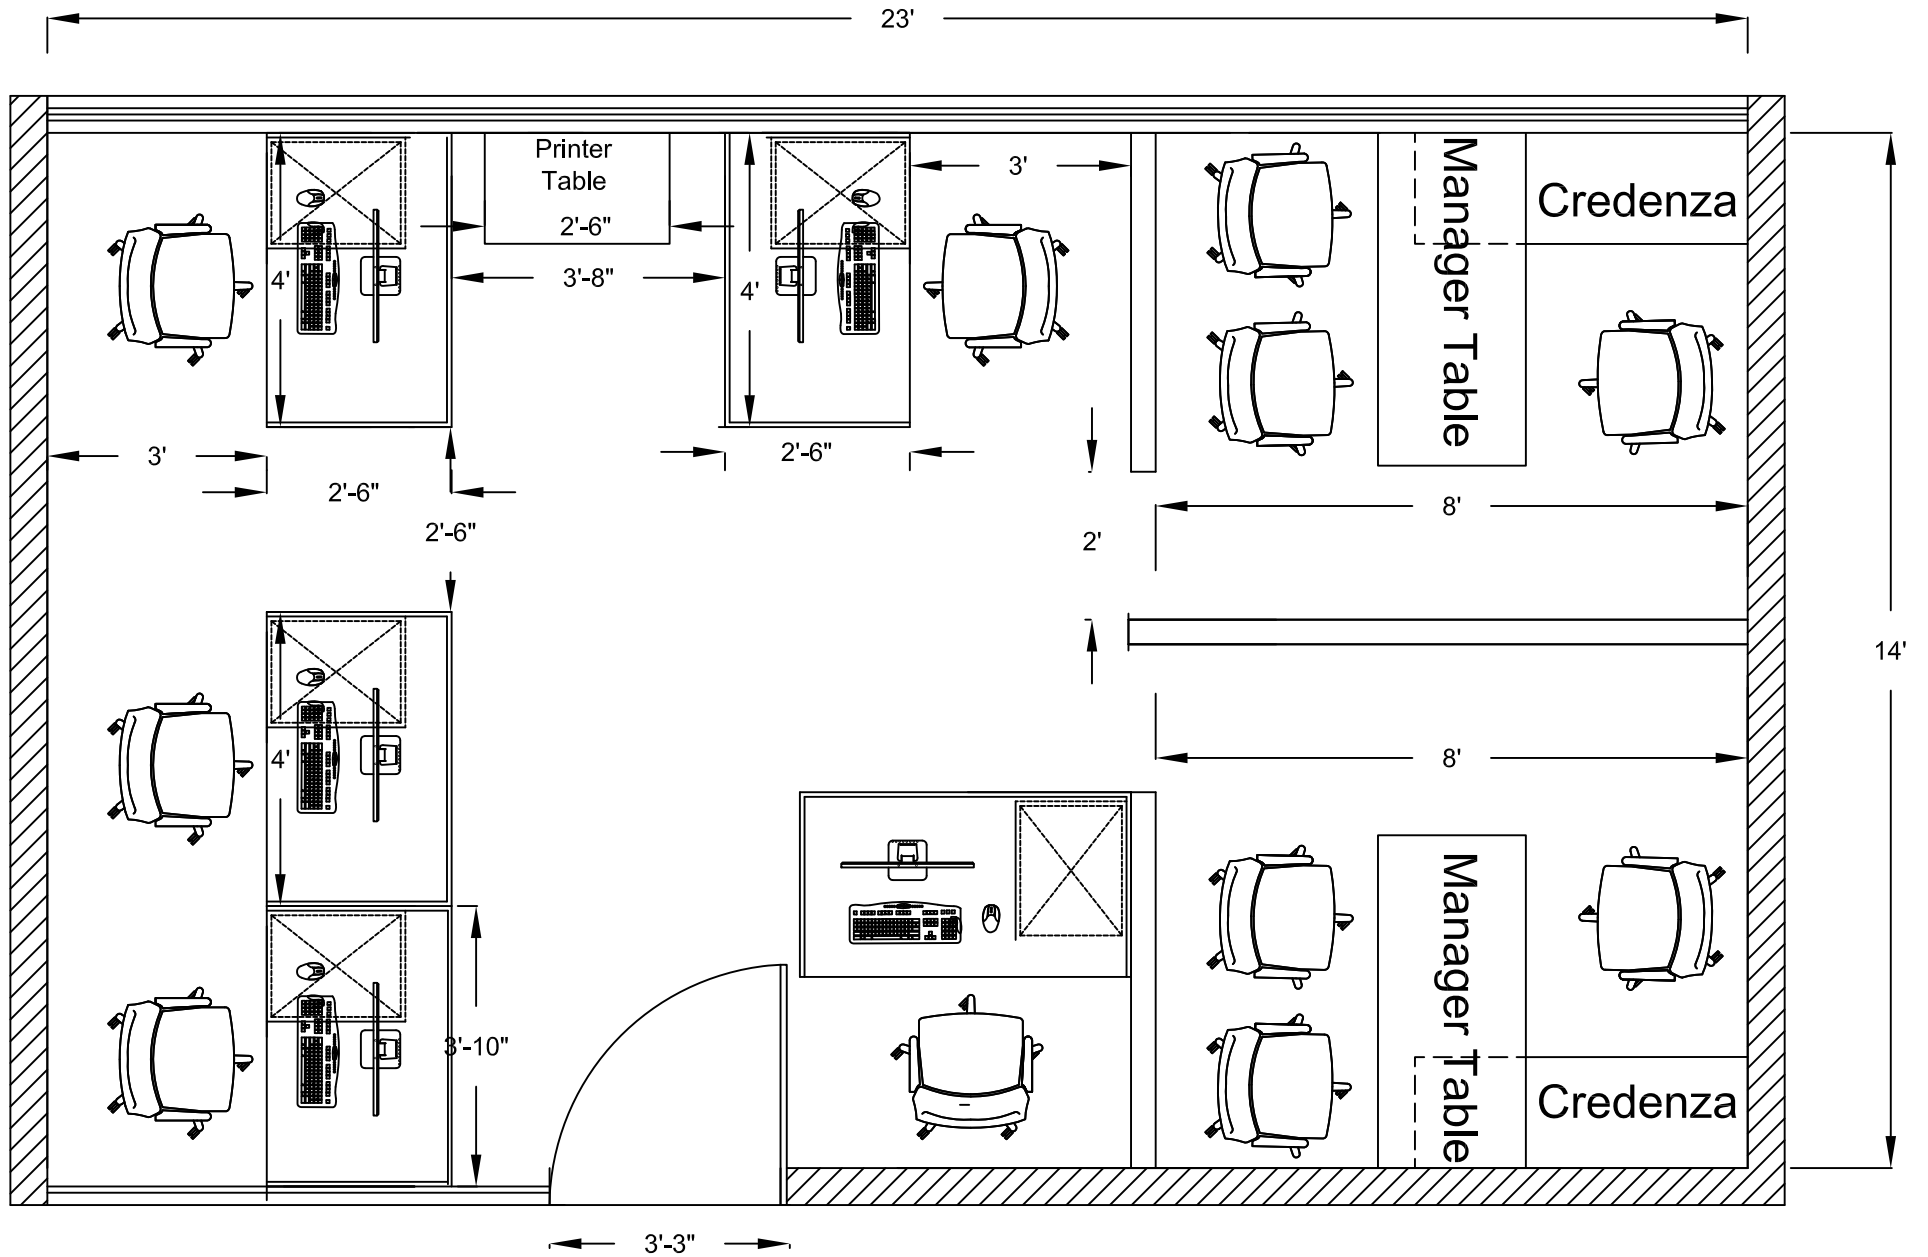 23'
Printer
Table
2'-6"
3'
4'
3'-8"
4'
Manager Table
Credenza
3'
2'-6"
2'-6"
2'-6"
2'
8'
14'
4'
8'
3'-10"
Manager Table
Credenza
3'-3"